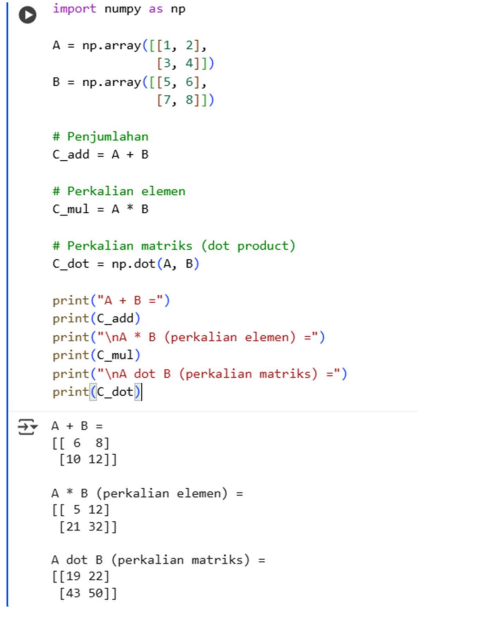 import numpy as np
A = np.array([[1, 2],
              [3, 4]])
B = np.array([[5, 6],
              [7, 8]])
# Penjumlahan
C_add = A + B
# Perkalian elemen
C_mul = A * B
# Perkalian matriks (dot product)
C_dot = np.dot(A, B)
print("A + B =")
print(C_add)
print("\nA * B (perkalian elemen) =")
print(C_mul)
print("\nA dot B (perkalian matriks) =")
print(C_dot)
A + B =
[[ 6  8]
 [10 12]]
A * B (perkalian elemen) =
[[ 5 12]
 [21 32]]
A dot B (perkalian matriks) =
[[19 22]
 [43 50]]